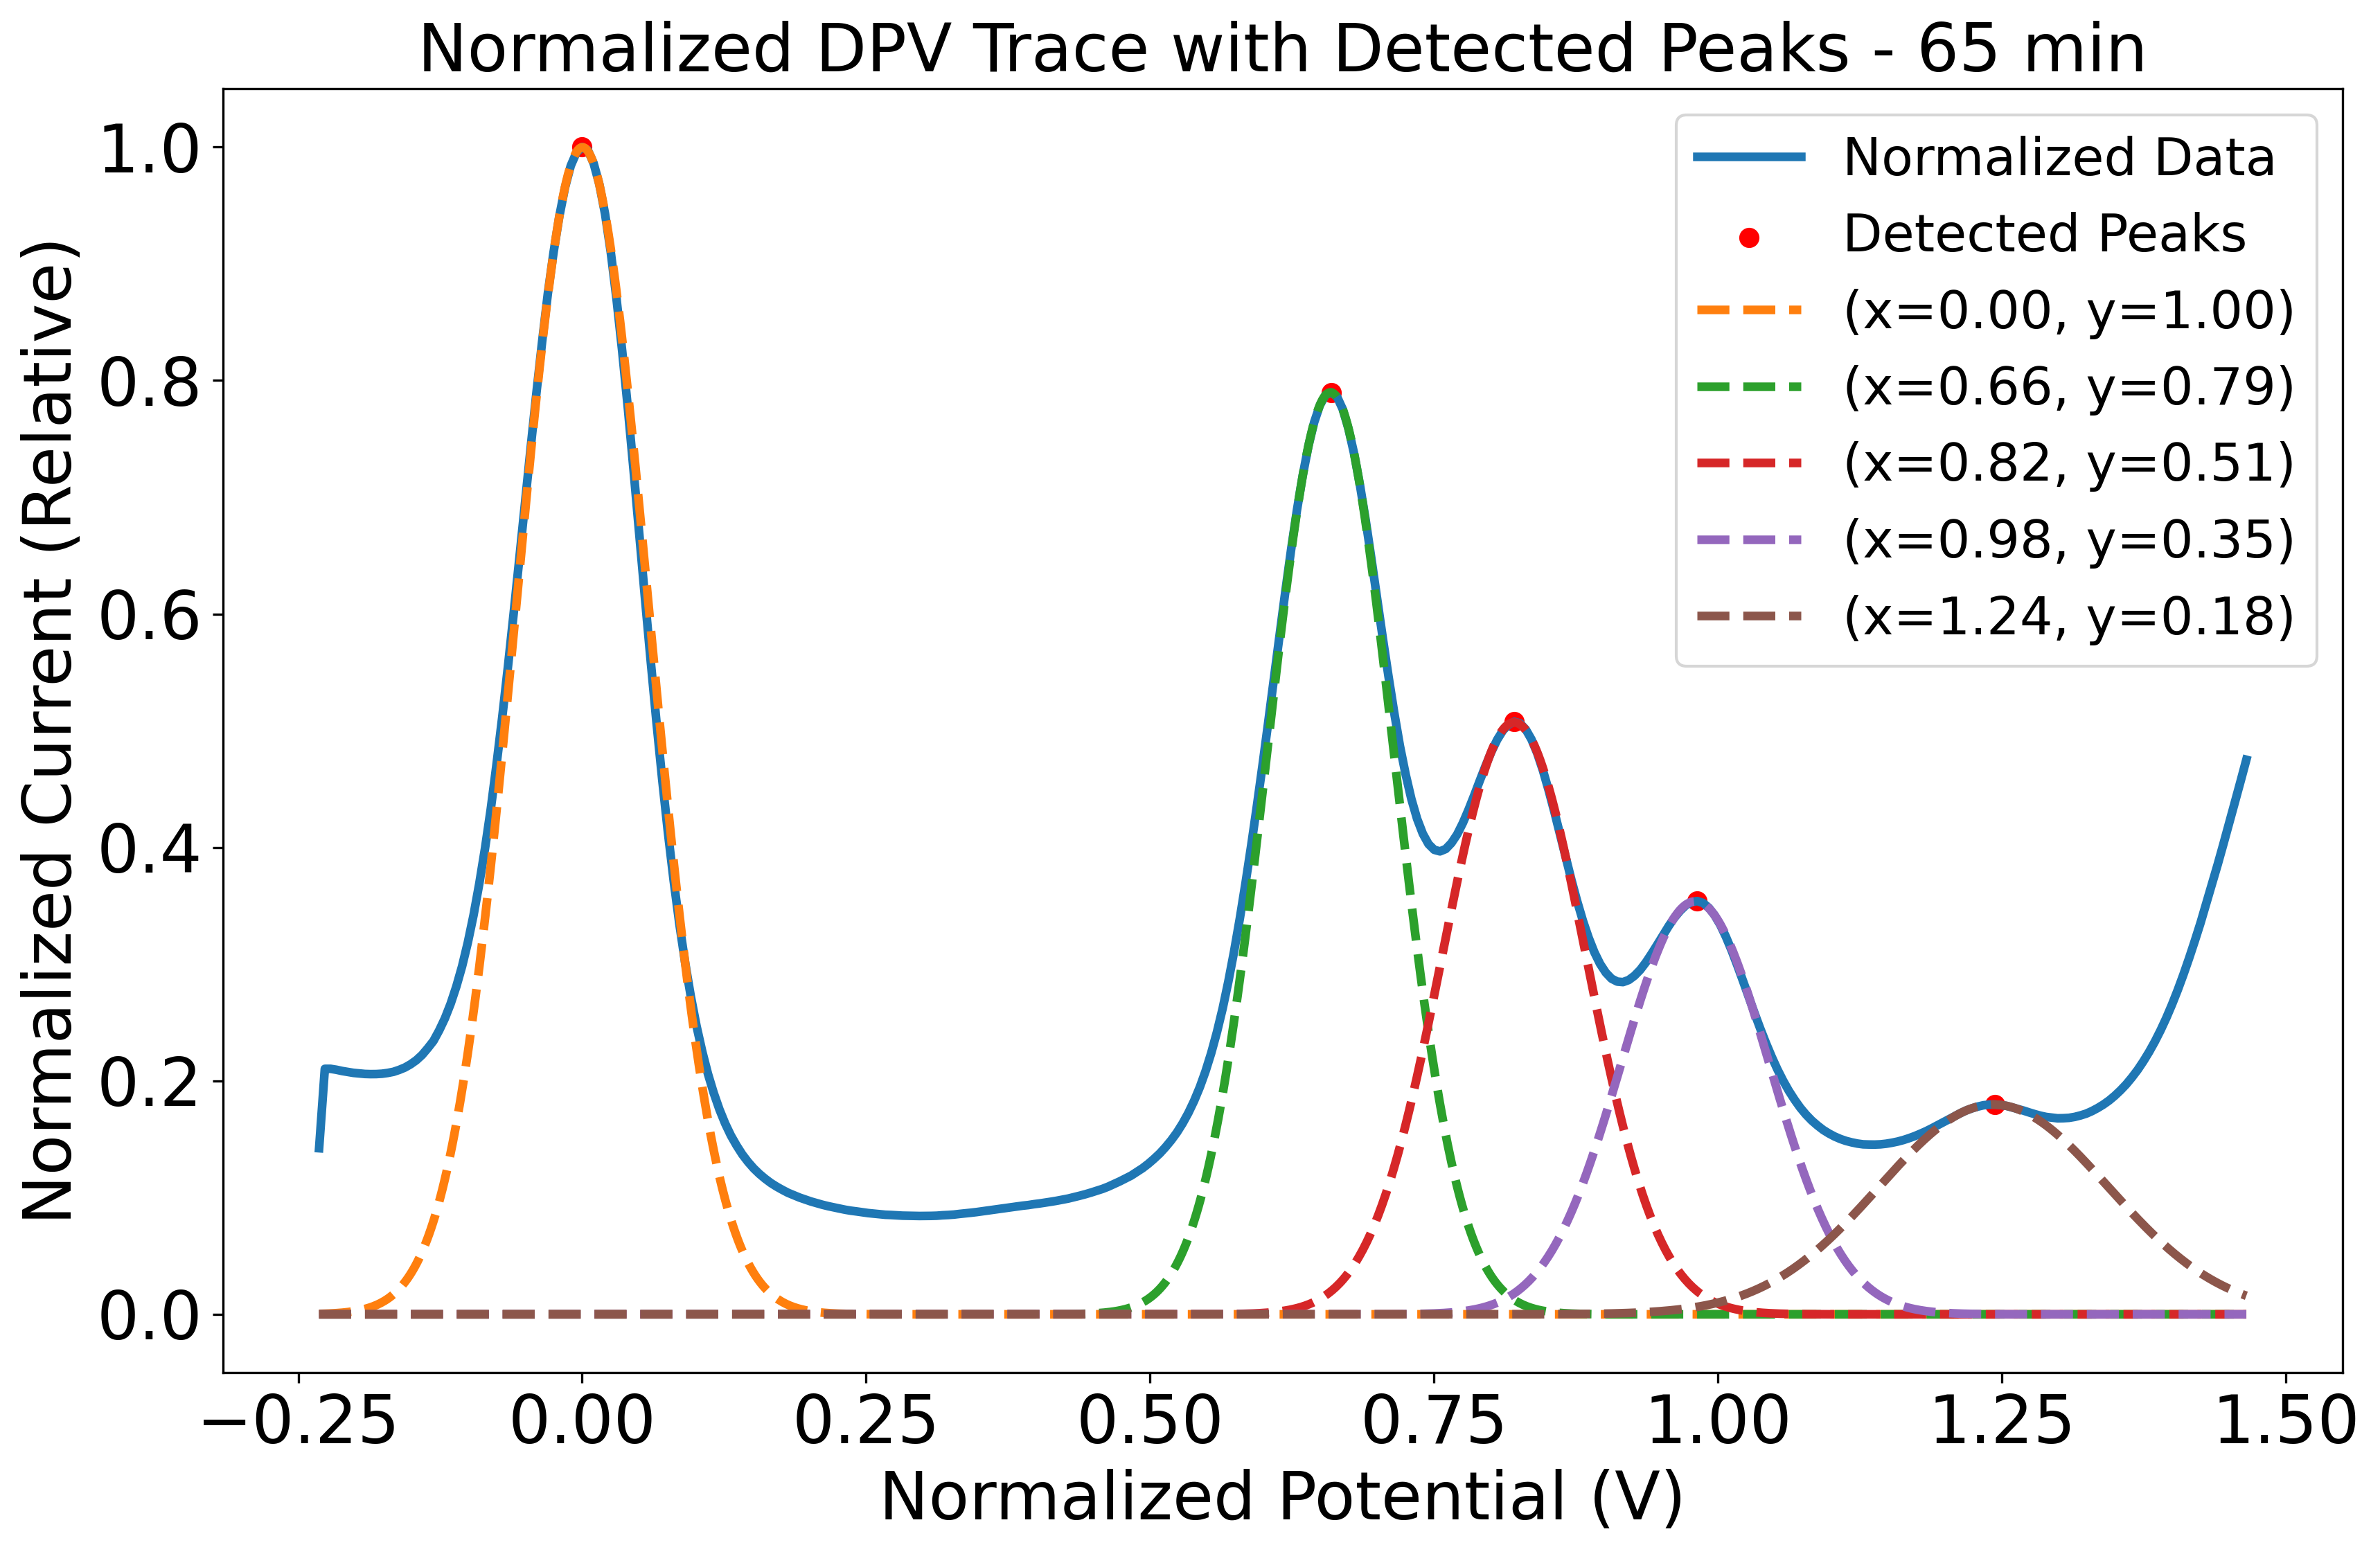 Normalized DPV Trace with Detected Peaks - 65 min
Normalized Current (Relative)
1.0
0.8
0.6
0.4
0.2
0.0
Normalized Data
Detected Peaks
(x=0.00, y=1.00)
(x=0.66, y=0.79)
(x=0.82, y=0.51)
(x=0.98, y=0.35)
(x=1.24, y=0.18)
−0.25 0.00 0.25 0.50 0.75 1.00 1.25 1.50
Normalized Potential (V)